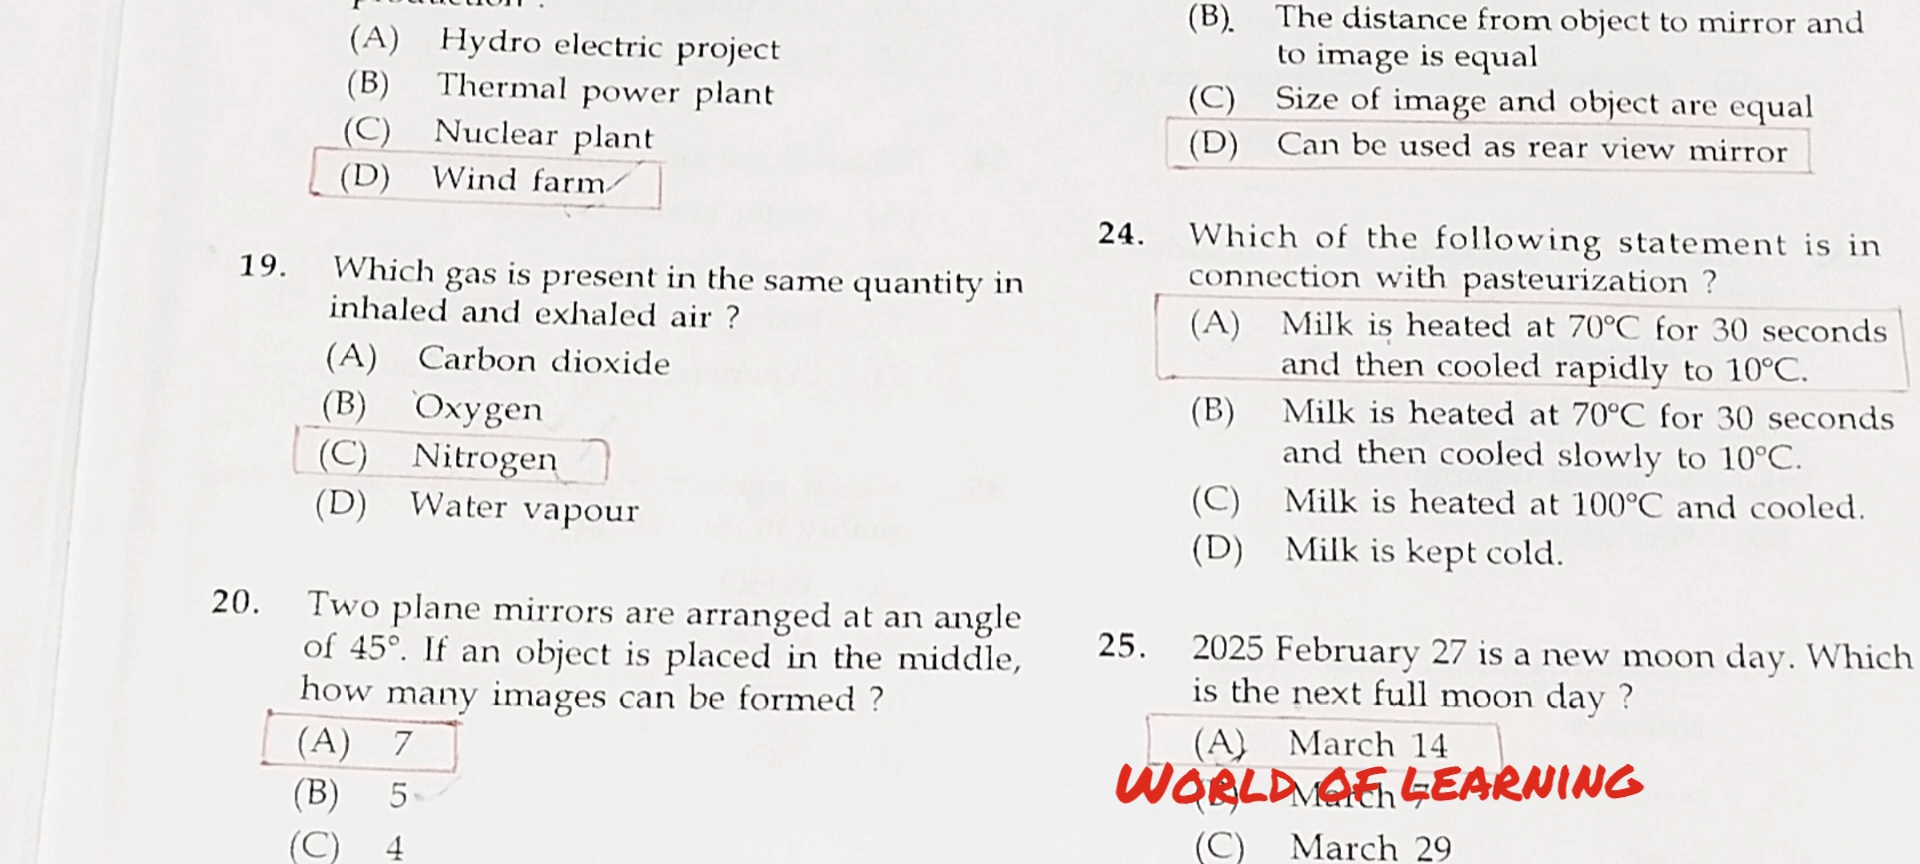 (A) Hydro electric project
(B) Thermal power plant
(C) Nuclear plant
(D) Wind farm
19. Which gas is present in the same quantity in
inhaled and exhaled air ?
(A) Carbon dioxide
(B) Oxygen
(C) Nitrogen
(D) Water vapour
20. Two plane mirrors are arranged at an angle
of 45°. If an object is placed in the middle,
how many images can be formed ?
(A) 7
(B) 5
(C) 4
(B). The distance from object to mirror and
to image is equal
(C) Size of image and object are equal
(D) Can be used as rear view mirror
24. Which of the following statement is in
connection with pasteurization ?
(A) Milk is heated at 70°C for 30 seconds
and then cooled rapidly to 10°C.
(B) Milk is heated at 70°C for 30 seconds
and then cooled slowly to 10°C.
(C) Milk is heated at 100°C and cooled.
(D) Milk is kept cold.
25. 2025 February 27 is a new moon day. Which
is the next full moon day ?
(A) March 14
WORLD OF LEARNING
March 7
(C) March 29